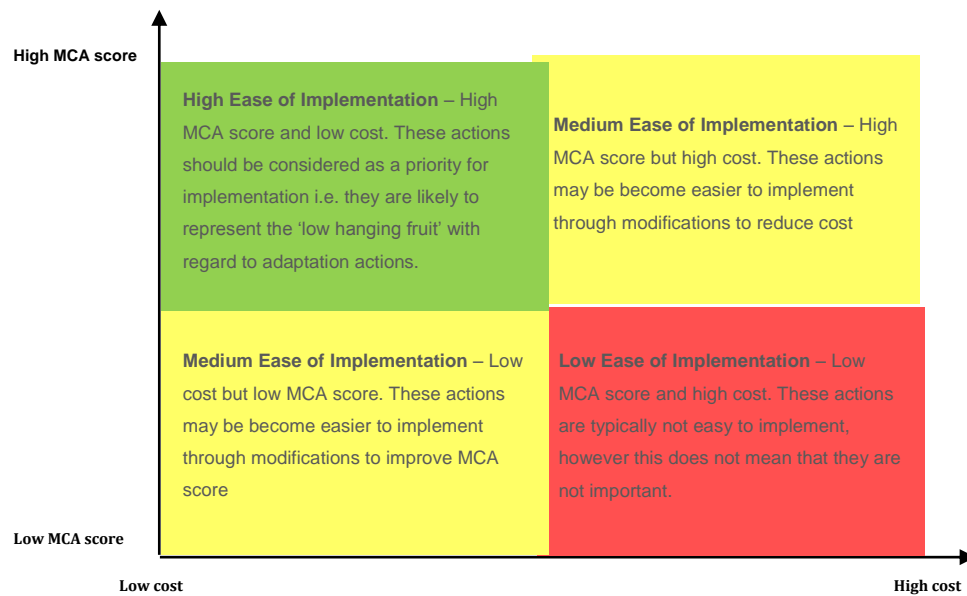 High MCA score
High Ease of Implementation – High
MCA score and low cost. These actions
should be considered as a priority for
implementation i.e. they are likely to
represent the ‘low hanging fruit’ with
regard to adaptation actions.
Medium Ease of Implementation – High
MCA score but high cost. These actions
may be become easier to implement
through modifications to reduce cost
Medium Ease of Implementation – Low
cost but low MCA score. These actions
may be become easier to implement
through modifications to improve MCA
score
Low Ease of Implementation – Low
MCA score and high cost. These actions
are typically not easy to implement,
however this does not mean that they are
not important.
Low MCA score
Low cost
High cost